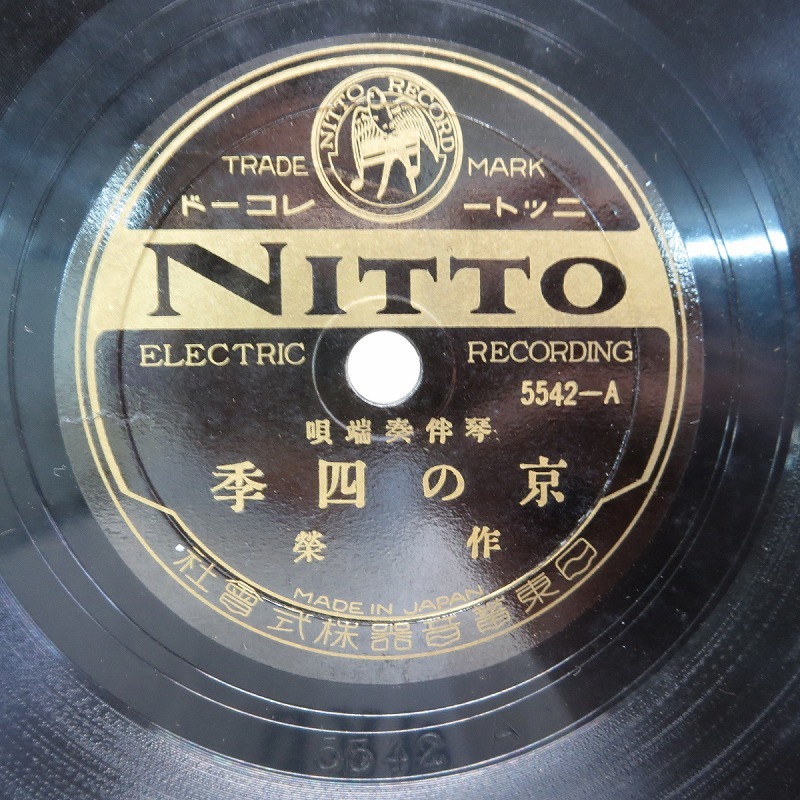 NITTO RECORD
TRADE MARK
ニットー レコード
NITTO
ELECTRIC RECORDING
5542-A
琴伴奏端唄
京の四季
作 榮
MADE IN JAPAN
日東蓄音器株式會社
5542 A